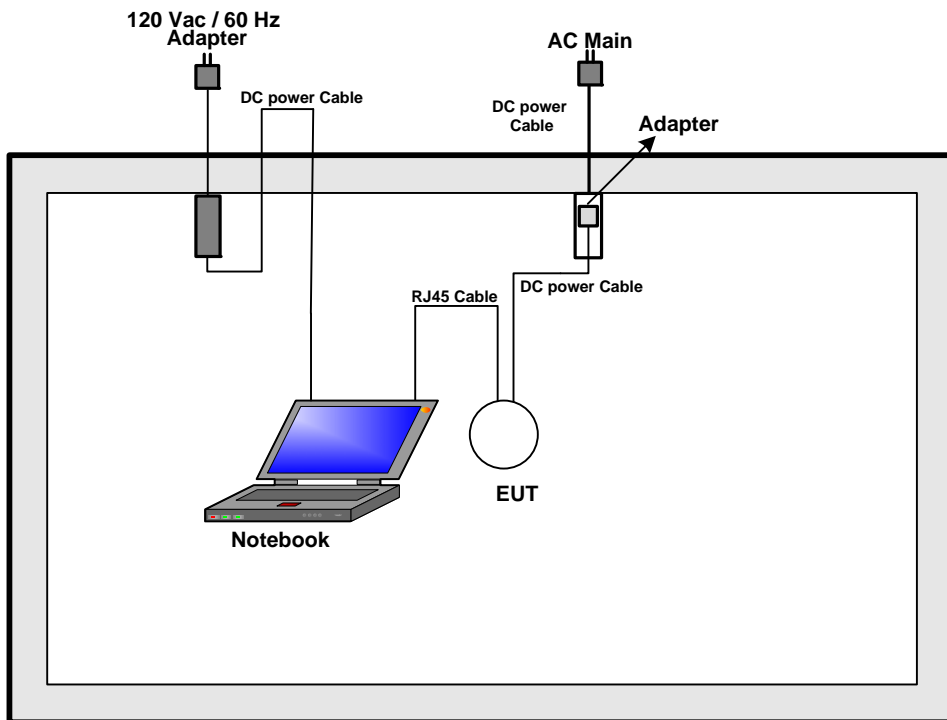 120 Vac / 60 Hz
Adapter
AC Main
DC power Cable
DC power
Cable
Adapter
RJ45 Cable
DC power Cable
EUT
Notebook